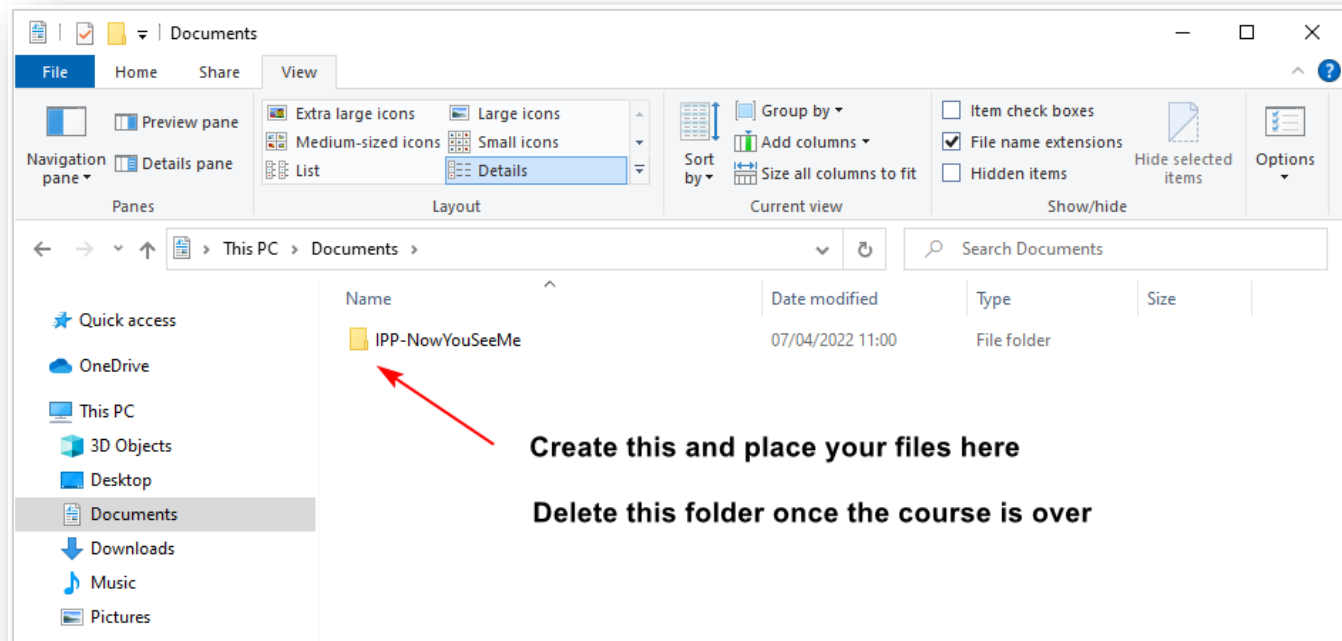 Documents
File Home Share View
Navigation pane
Preview pane
Details pane
Panes
Extra large icons Large icons
Medium-sized icons Small icons
List Details
Layout
Sort by
Group by
Add columns
Size all columns to fit
Current view
Item check boxes
File name extensions
Hidden items
Hide selected items
Show/hide
Options
This PC > Documents >
Search Documents
Name Date modified Type Size
IPP-NowYouSeeMe 07/04/2022 11:00 File folder
Quick access
OneDrive
This PC
3D Objects
Desktop
Documents
Downloads
Music
Pictures
Create this and place your files here
Delete this folder once the course is over